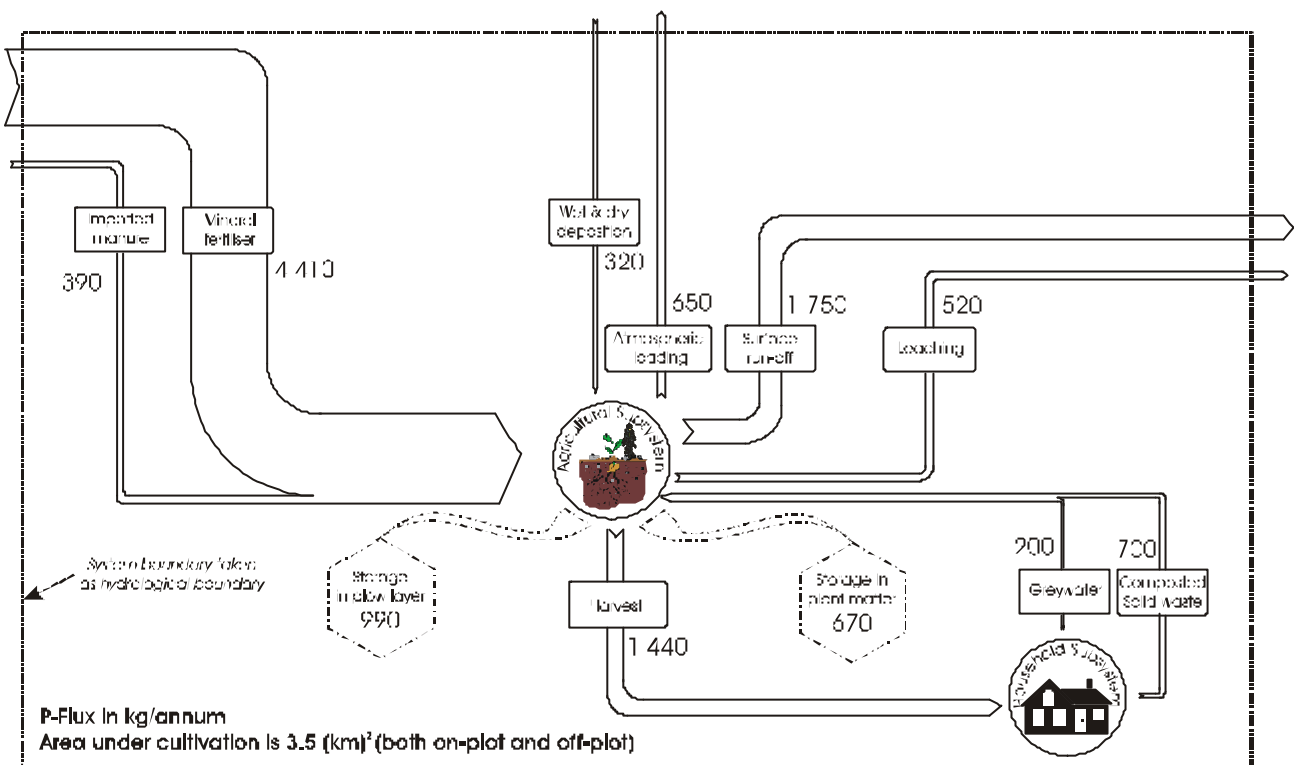 Imported
manure
390
Mineral
fertiliser
4 410
Wet & dry
deposition
320
650
Atmospheric
loading
1 750
Surface
run-off
520
Leaching
Agricultural Subsystem
System boundary taken
as hydrological boundary
Storage
in plow layer
990
Harvest
1 440
Storage in
plant matter
670
200
Greywater
700
Composted
Solid waste
Household Subsystem
P-Flux in kg/annum
Area under cultivation is 3.5 (km)² (both on-plot and off-plot)